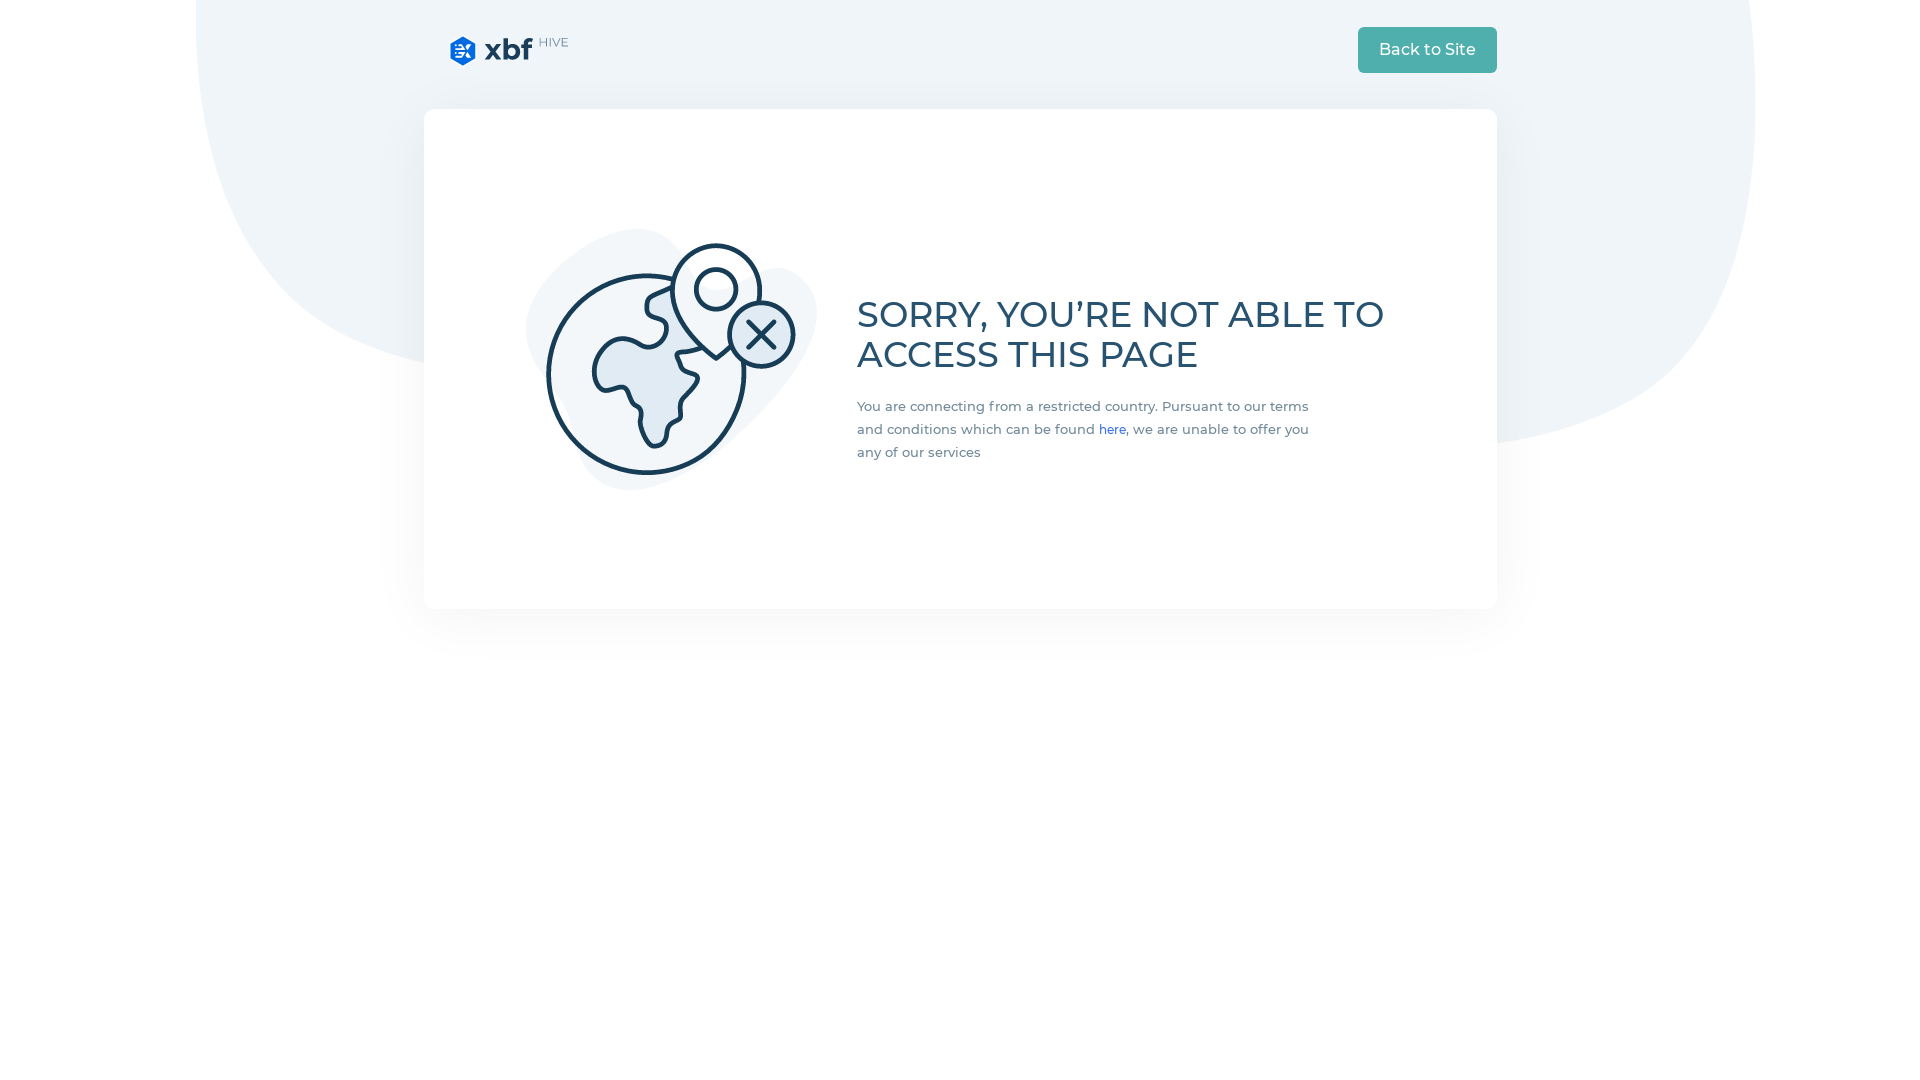 xbf HIVE
Back to Site
SORRY, YOU’RE NOT ABLE TO
ACCESS THIS PAGE
You are connecting from a restricted country. Pursuant to our terms
and conditions which can be found here, we are unable to offer you
any of our services